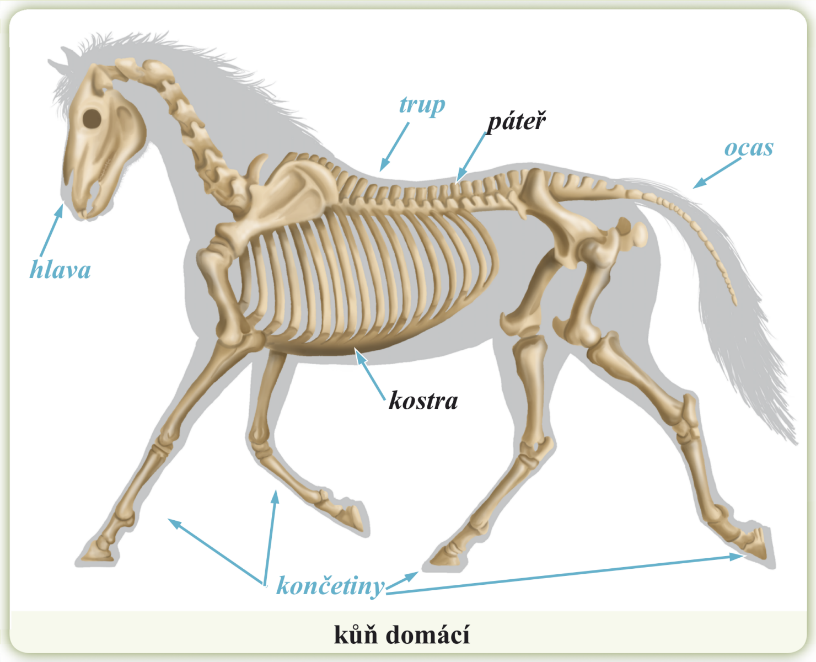 trup
páteř
ocas
hlava
kostra
končetiny
kůň domácí